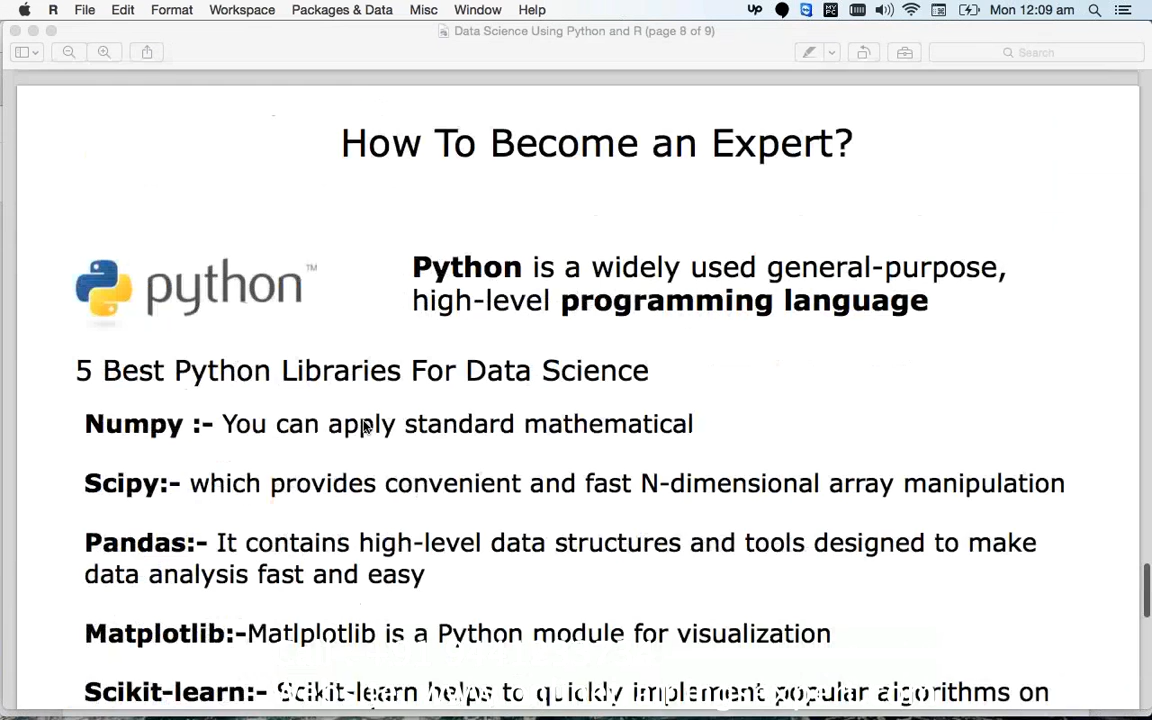 R File Edit Format Workspace Packages & Data Misc Window Help UP Mon 12:09 am
Data Science Using Python and R (page 8 of 9)
Search
How To Become an Expert?
python™
Python is a widely used general-purpose,
high-level programming language
5 Best Python Libraries For Data Science
Numpy :- You can apply standard mathematical
Scipy:- which provides convenient and fast N-dimensional array manipulation
Pandas:- It contains high-level data structures and tools designed to make
data analysis fast and easy
Matplotlib:-Matlplotlib is a Python module for visualization
Scikit-learn:- Scikit-learn helps to quickly implement popular algorithms on